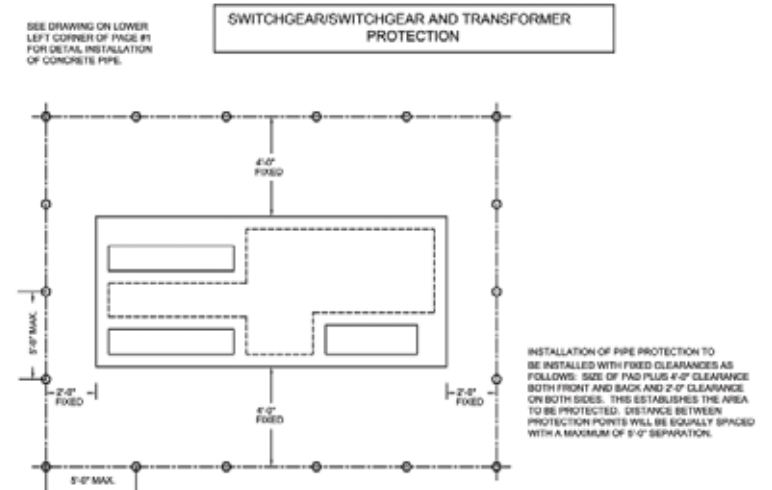 SWITCHGEAR/SWITCHGEAR AND TRANSFORMER
PROTECTION
SEE DRAWING ON LOWER
LEFT CORNER OF PAGE #1
FOR DETAIL INSTALLATION
OF CONCRETE PIPE.
4'-0"
FIXED
5'-0" MAX.
2'-0"
FIXED
4'-0"
FIXED
2'-0"
FIXED
5'-0" MAX.
INSTALLATION OF PIPE PROTECTION TO
BE INSTALLED WITH FIXED CLEARANCES AS
FOLLOWS: SIZE OF PAD PLUS 4'-0" CLEARANCE
BOTH FRONT AND BACK AND 2'-0" CLEARANCE
ON BOTH SIDES. THIS ESTABLISHES THE AREA
TO BE PROTECTED. DISTANCE BETWEEN
PROTECTION POINTS WILL BE EQUALLY SPACED
WITH A MAXIMUM OF 5'-0" SEPARATION.